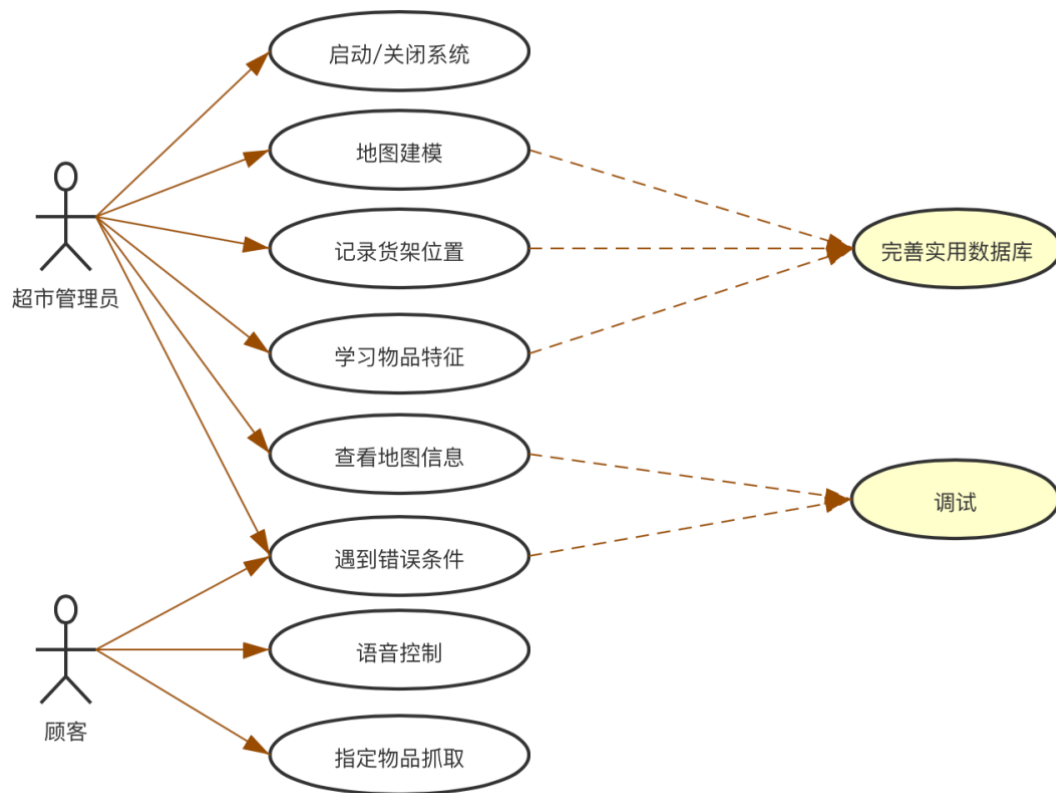 启动/关闭系统
地图建模
记录货架位置
完善实用数据库
超市管理员
学习物品特征
查看地图信息
调试
遇到错误条件
语音控制
顾客
指定物品抓取